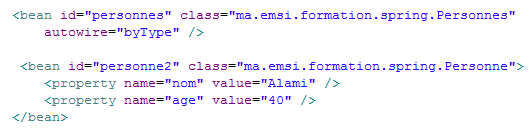 <bean id="personnes" class="ma.emsi.formation.spring.Personnes"
autowire="byType" />
<bean id="personne2" class="ma.emsi.formation.spring.Personne">
<property name="nom" value="Alami" />
<property name="age" value="40" />
</bean>